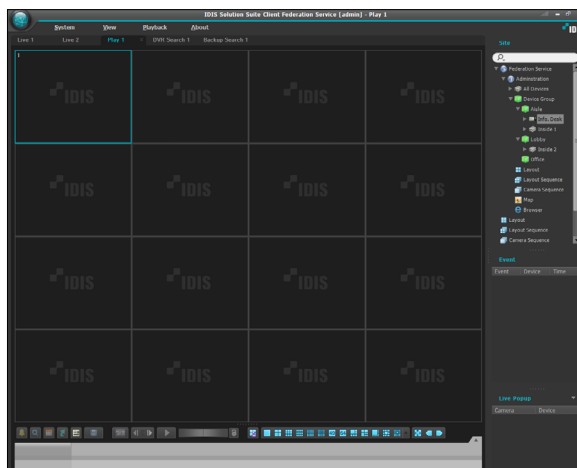 IDIS Solution Suite Client Federation Service [admin] - Play 1
System View Playback About
Live 1 Live 2 Play 1 DVR Search 1 Backup Search 1
1
IDIS IDIS IDIS IDIS
IDIS IDIS IDIS IDIS
IDIS IDIS IDIS IDIS
IDIS IDIS IDIS IDIS
ID
Site
Federation Service
Administration
All Devices
Device Group
Aisle
Info. Desk
Inside 1
Lobby
Inside 2
Office
Layout
Layout Sequence
Camera Sequence
Map
Browser
Layout
Layout Sequence
Camera Sequence
Event
Event Device Time
Live Popup
Camera Device